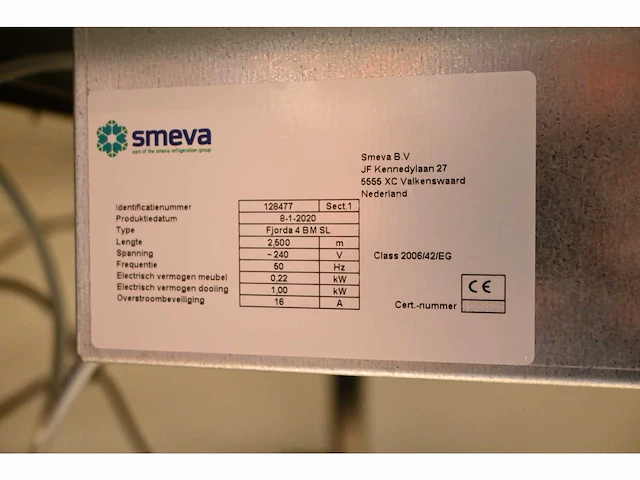 smeva
part of the smeva refrigeration group
Smeva B.V
JF Kennedylaan 27
5555 XC Valkenswaard
Nederland
Identificatienummer 128477 Sect.1
Produktiedatum 8-1-2020
Type Fjorda 4 BM SL
Lengte 2,500 m
Spanning ~ 240 V
Frequentie 50 Hz
Electrisch vermogen meubel 0,22 kW
Electrisch vermogen dooiing 1,00 kW
Overstroombeveiliging 16 A
Class 2006/42/EG
CE
Cert.-nummer